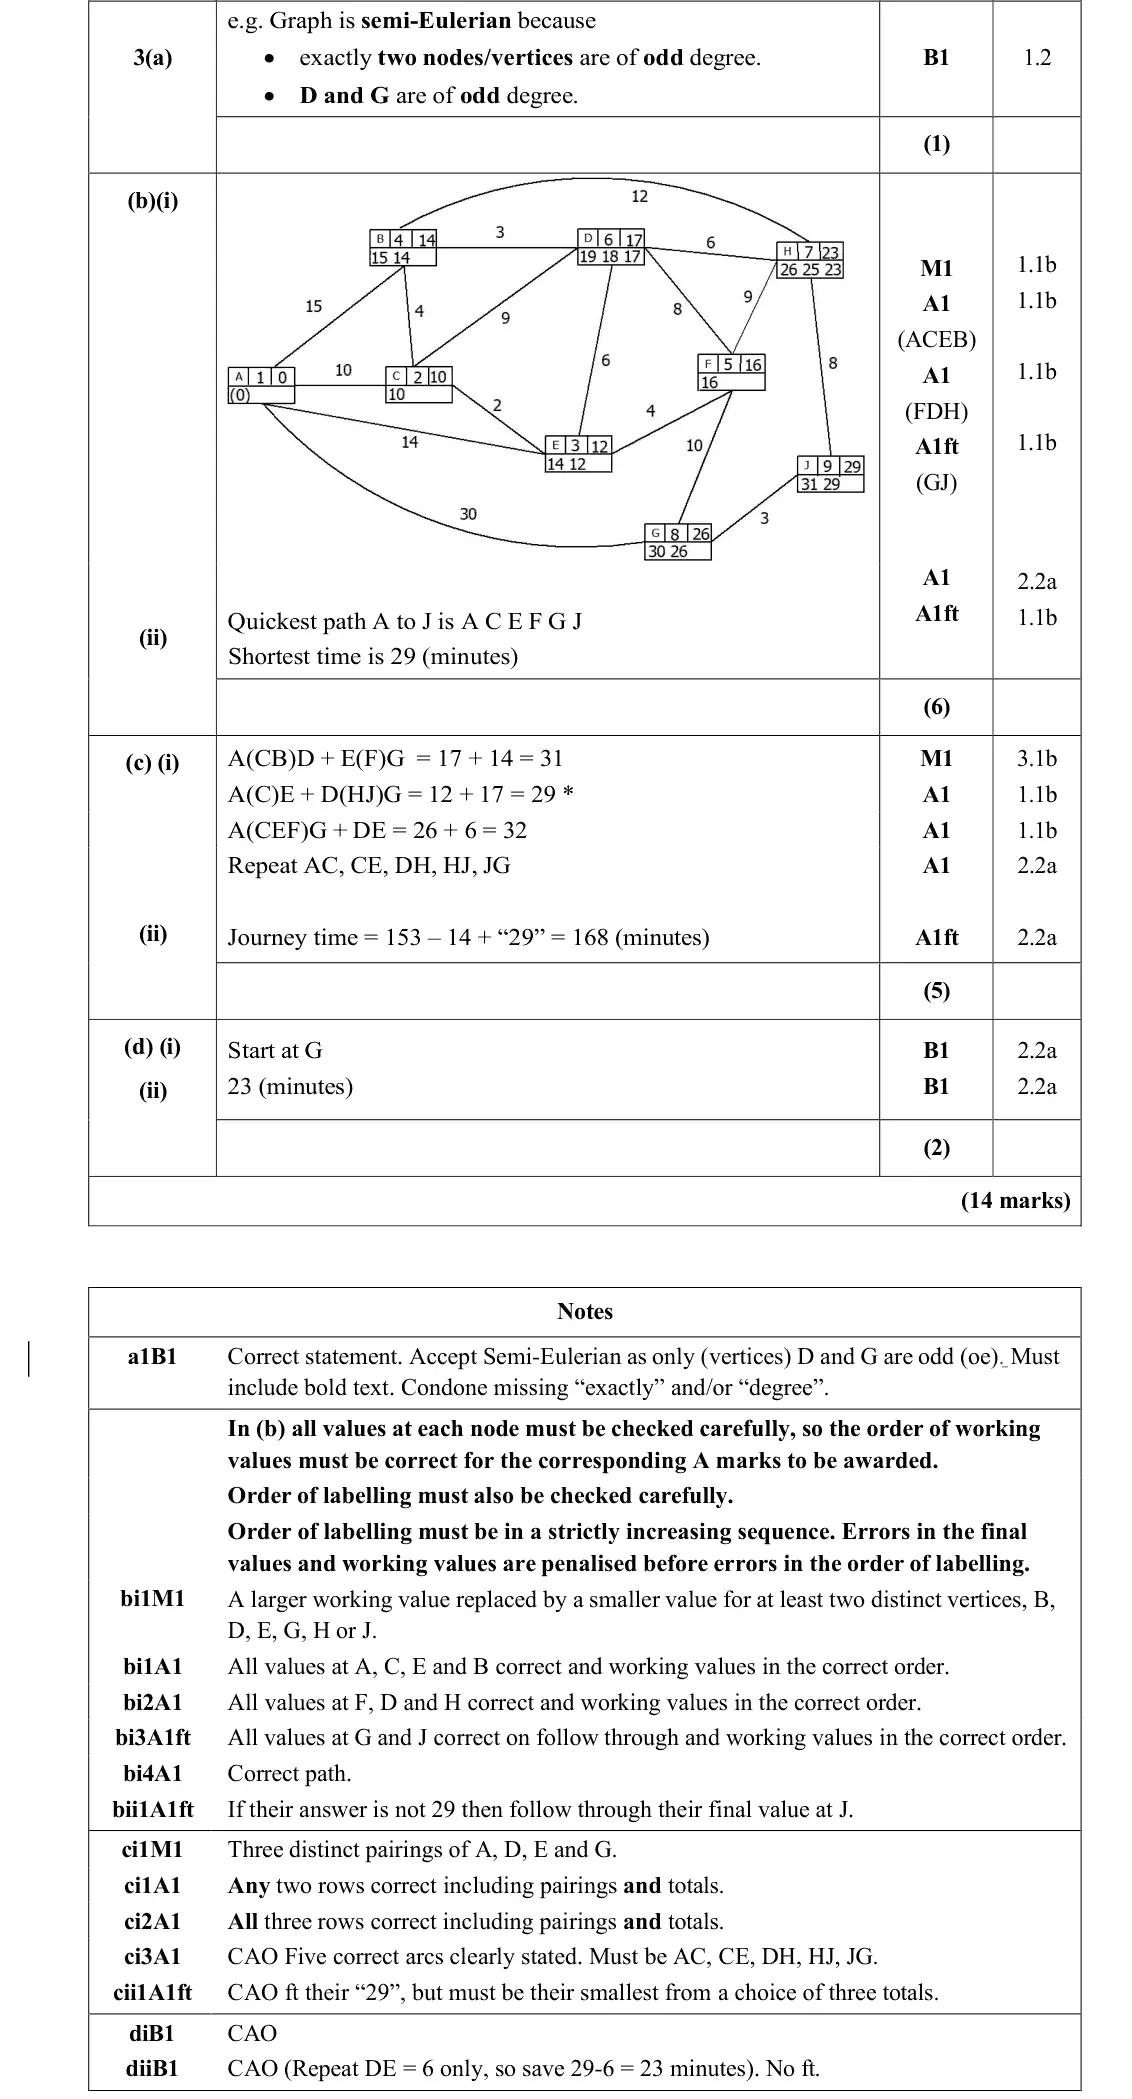 e.g. Graph is semi-Eulerian because
3(a)
• exactly two nodes/vertices are of odd degree.
B1
1.2
• D and G are of odd degree.
(1)
(b)(i)
12
B 4 14
15 14
3
D 6 17
19 18 17
6
H 7 23
26 25 23
M1
1.1b
15
4
9
8
9
A1
1.1b
(ACEB)
A 1 0
(0)
10
C 2 10
10
6
F 5 16
16
8
A1
1.1b
(FDH)
14
2
E 3 12
14 12
4
10
J 9 29
31 29
A1ft
1.1b
(GJ)
30
G 8 26
30 26
3
A1
2.2a
(ii)
Quickest path A to J is A C E F G J
A1ft
1.1b
Shortest time is 29 (minutes)
(6)
(c) (i)
A(CB)D + E(F)G = 17 + 14 = 31
M1
3.1b
A(C)E + D(HJ)G = 12 + 17 = 29 *
A1
1.1b
A(CEF)G + DE = 26 + 6 = 32
A1
1.1b
Repeat AC, CE, DH, HJ, JG
A1
2.2a
(ii)
Journey time = 153 – 14 + “29” = 168 (minutes)
A1ft
2.2a
(5)
(d) (i)
Start at G
B1
2.2a
(ii)
23 (minutes)
B1
2.2a
(2)
(14 marks)
Notes
a1B1
Correct statement. Accept Semi-Eulerian as only (vertices) D and G are odd (oe). Must
include bold text. Condone missing “exactly” and/or “degree”.
In (b) all values at each node must be checked carefully, so the order of working
values must be correct for the corresponding A marks to be awarded.
Order of labelling must also be checked carefully.
Order of labelling must be in a strictly increasing sequence. Errors in the final
values and working values are penalised before errors in the order of labelling.
bi1M1
A larger working value replaced by a smaller value for at least two distinct vertices, B,
D, E, G, H or J.
bi1A1
All values at A, C, E and B correct and working values in the correct order.
bi2A1
All values at F, D and H correct and working values in the correct order.
bi3A1ft
All values at G and J correct on follow through and working values in the correct order.
bi4A1
Correct path.
bii1A1ft
If their answer is not 29 then follow through their final value at J.
ci1M1
Three distinct pairings of A, D, E and G.
ci1A1
Any two rows correct including pairings and totals.
ci2A1
All three rows correct including pairings and totals.
ci3A1
CAO Five correct arcs clearly stated. Must be AC, CE, DH, HJ, JG.
cii1A1ft
CAO ft their “29”, but must be their smallest from a choice of three totals.
diB1
CAO
diiB1
CAO (Repeat DE = 6 only, so save 29-6 = 23 minutes). No ft.